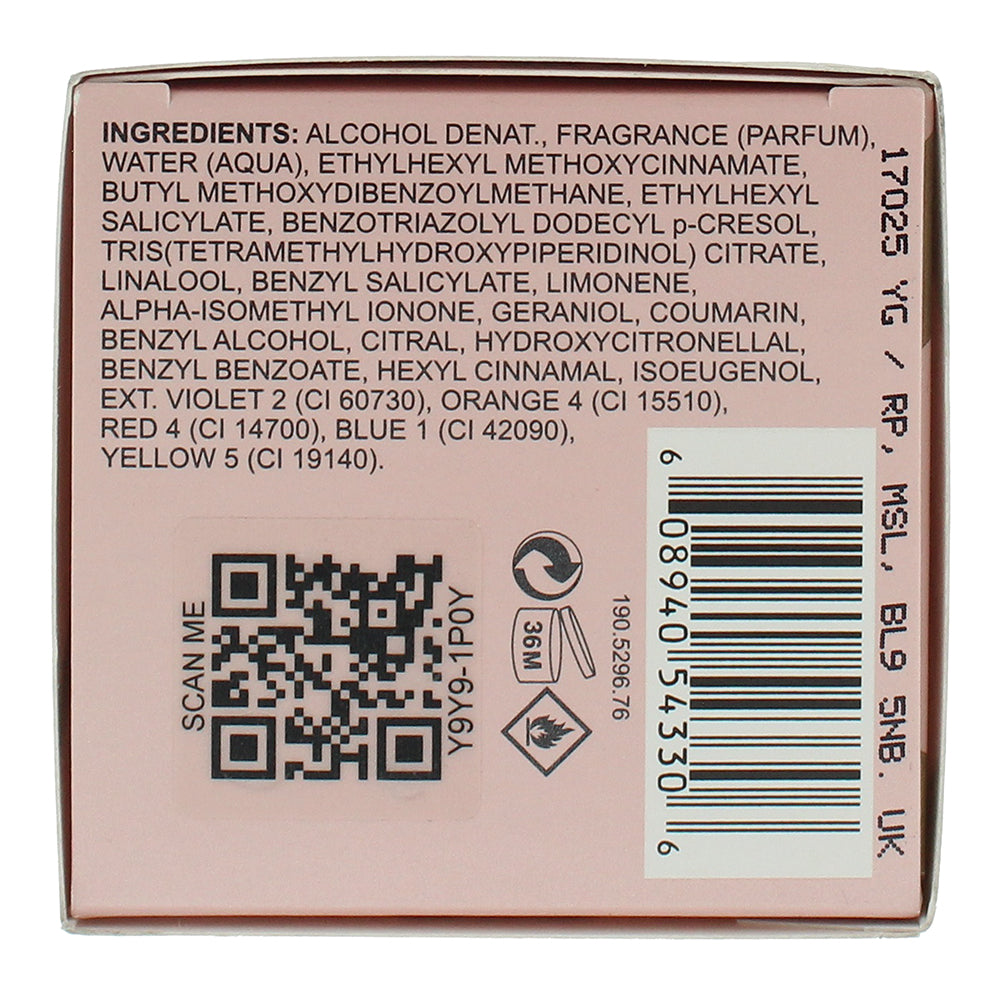 INGREDIENTS: ALCOHOL DENAT., FRAGRANCE (PARFUM),
WATER (AQUA), ETHYLHEXYL METHOXYCINNAMATE,
BUTYL METHOXYDIBENZOYLMETHANE, ETHYLHEXYL
SALICYLATE, BENZOTRIAZOLYL DODECYL p-CRESOL,
TRIS(TETRAMETHYLHYDROXYPIPERIDINOL) CITRATE,
LINALOOL, BENZYL SALICYLATE, LIMONENE,
ALPHA-ISOMETHYL IONONE, GERANIOL, COUMARIN,
BENZYL ALCOHOL, CITRAL, HYDROXYCITRONELLAL,
BENZYL BENZOATE, HEXYL CINNAMAL, ISOEUGENOL,
EXT. VIOLET 2 (CI 60730), ORANGE 4 (CI 15510),
RED 4 (CI 14700), BLUE 1 (CI 42090),
YELLOW 5 (CI 19140).
17025 YG / RP, MSL, BL9 5NB. UK
SCAN ME
Y9Y9-1P0Y
36M
190.5296.76
6 08940 54330 6